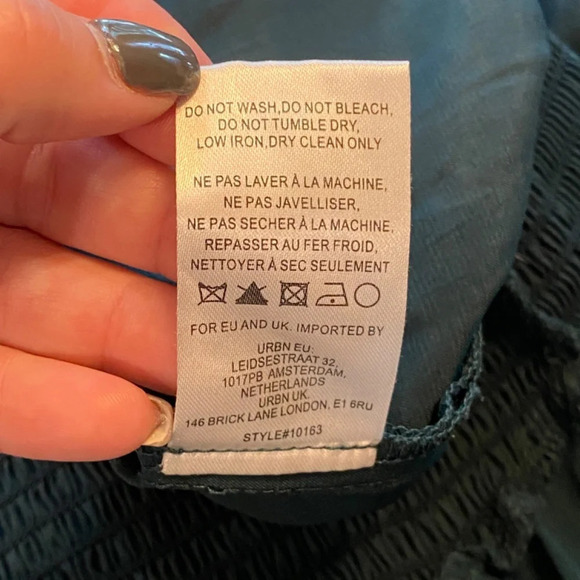 DO NOT WASH,DO NOT BLEACH,
DO NOT TUMBLE DRY,
LOW IRON,DRY CLEAN ONLY
NE PAS LAVER À LA MACHINE,
NE PAS JAVELLISER,
NE PAS SECHER À LA MACHINE,
REPASSER AU FER FROID,
NETTOYER À SEC SEULEMENT
FOR EU AND UK. IMPORTED BY
URBN EU:
LEIDSESTRAAT 32,
1017PB AMSTERDAM,
NETHERLANDS
URBN UK.
146 BRICK LANE LONDON, E1 6RU
STYLE#10163